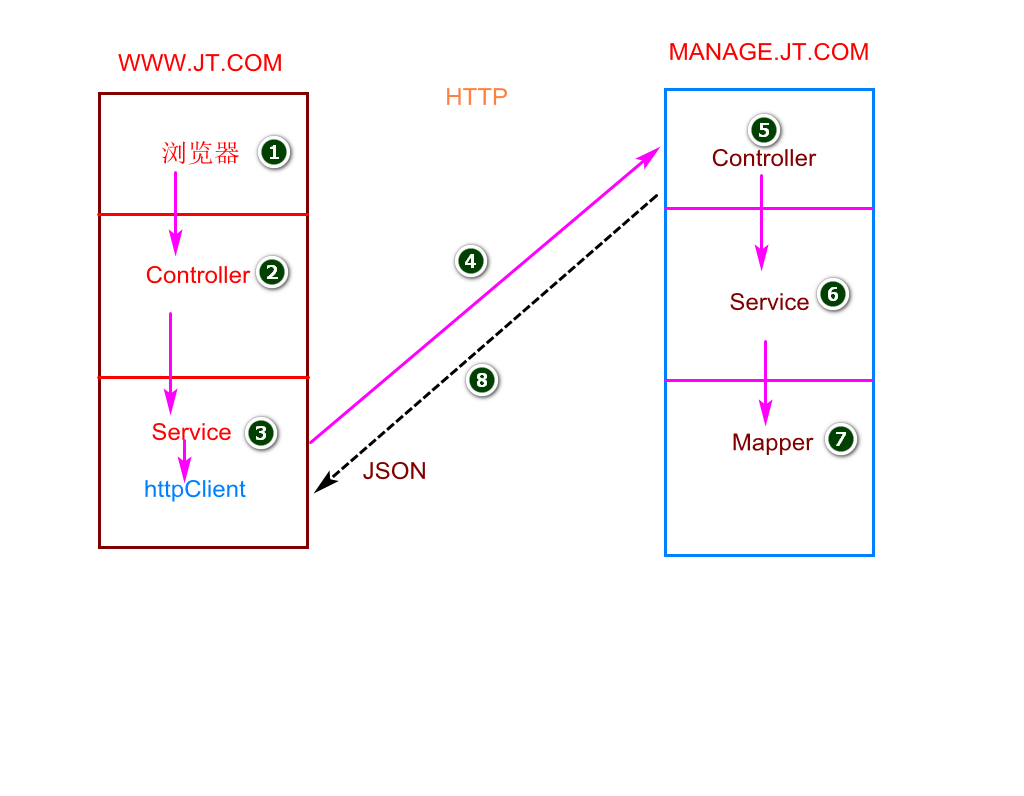 WWW.JT.COM
MANAGE.JT.COM
HTTP
浏览器 1
Controller 2
Service 3
httpClient
4
8
JSON
5
Controller
Service 6
Mapper 7